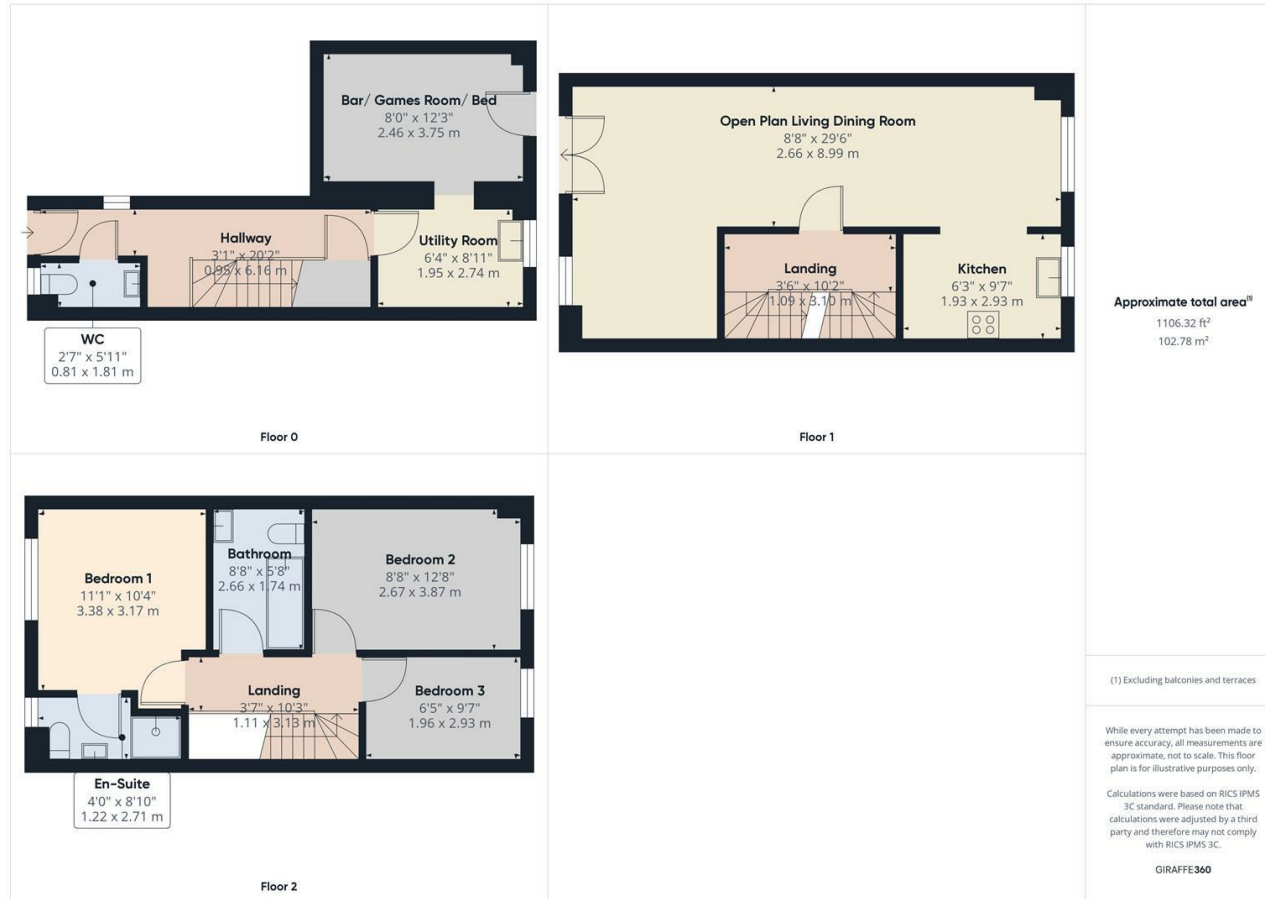 Bar/ Games Room/ Bed
8'0" x 12'3"
2.46 x 3.75 m
Hallway
3'1" x 20'2"
0.95 x 6.16 m
Utility Room
6'4" x 8'11"
1.95 x 2.74 m
WC
2'7" x 5'11"
0.81 x 1.81 m
Floor 0
Open Plan Living Dining Room
8'8" x 29'6"
2.66 x 8.99 m
Landing
3'6" x 10'2"
1.09 x 3.10 m
Kitchen
6'3" x 9'7"
1.93 x 2.93 m
Floor 1
Bedroom 1
11'1" x 10'4"
3.38 x 3.17 m
Bathroom
8'8" x 5'8"
2.66 x 1.74 m
Bedroom 2
8'8" x 12'8"
2.67 x 3.87 m
Landing
3'7" x 10'3"
1.11 x 3.13 m
Bedroom 3
6'5" x 9'7"
1.96 x 2.93 m
En-Suite
4'0" x 8'10"
1.22 x 2.71 m
Floor 2
Approximate total area⁽¹⁾
1106.32 ft²
102.78 m²
(1) Excluding balconies and terraces
While every attempt has been made to
ensure accuracy, all measurements are
approximate, not to scale. This floor
plan is for illustrative purposes only.
Calculations were based on RICS IPMS
3C standard. Please note that
calculations were adjusted by a third
party and therefore may not comply
with RICS IPMS 3C.
GIRAFFE360